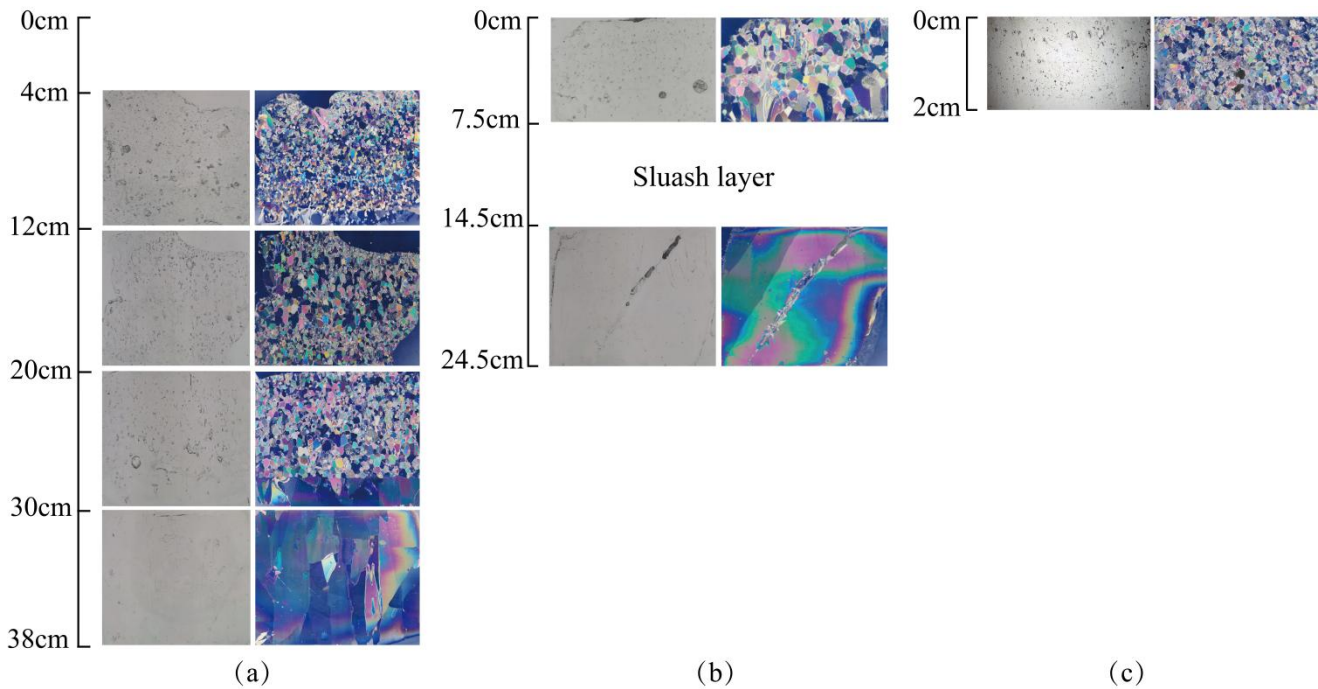 0cm
4cm
12cm
20cm
30cm
38cm
(a)
0cm
7.5cm
Sluash layer
14.5cm
24.5cm
(b)
0cm
2cm
(c)